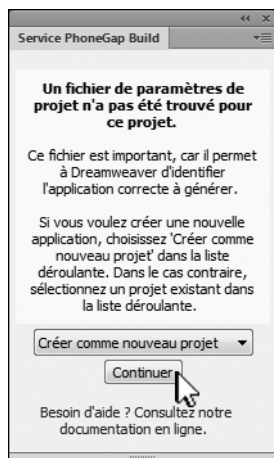 Service PhoneGap Build
Un fichier de paramètres de
projet n'a pas été trouvé pour
ce projet.
Ce fichier est important, car il permet
à Dreamweaver d'identifier
l'application correcte à générer.
Si vous voulez créer une nouvelle
application, choisissez 'Créer comme
nouveau projet' dans la liste
déroulante. Dans le cas contraire,
sélectionnez un projet existant dans
la liste déroulante.
Créer comme nouveau projet
Continuer
Besoin d'aide ? Consultez notre
documentation en ligne.